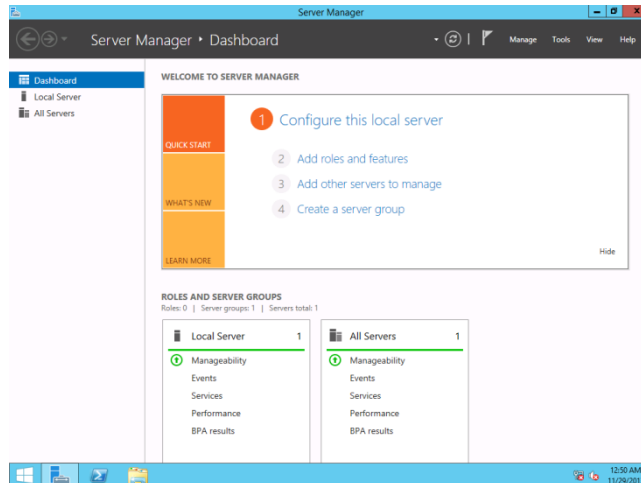 Server Manager
Server Manager • Dashboard
Manage Tools View Help
Dashboard
Local Server
All Servers
WELCOME TO SERVER MANAGER
QUICK START
WHAT'S NEW
LEARN MORE
1 Configure this local server
2 Add roles and features
3 Add other servers to manage
4 Create a server group
Hide
ROLES AND SERVER GROUPS
Roles: 0 | Server groups: 1 | Servers total: 1
Local Server 1
Manageability
Events
Services
Performance
BPA results
All Servers 1
Manageability
Events
Services
Performance
BPA results
12:50 AM